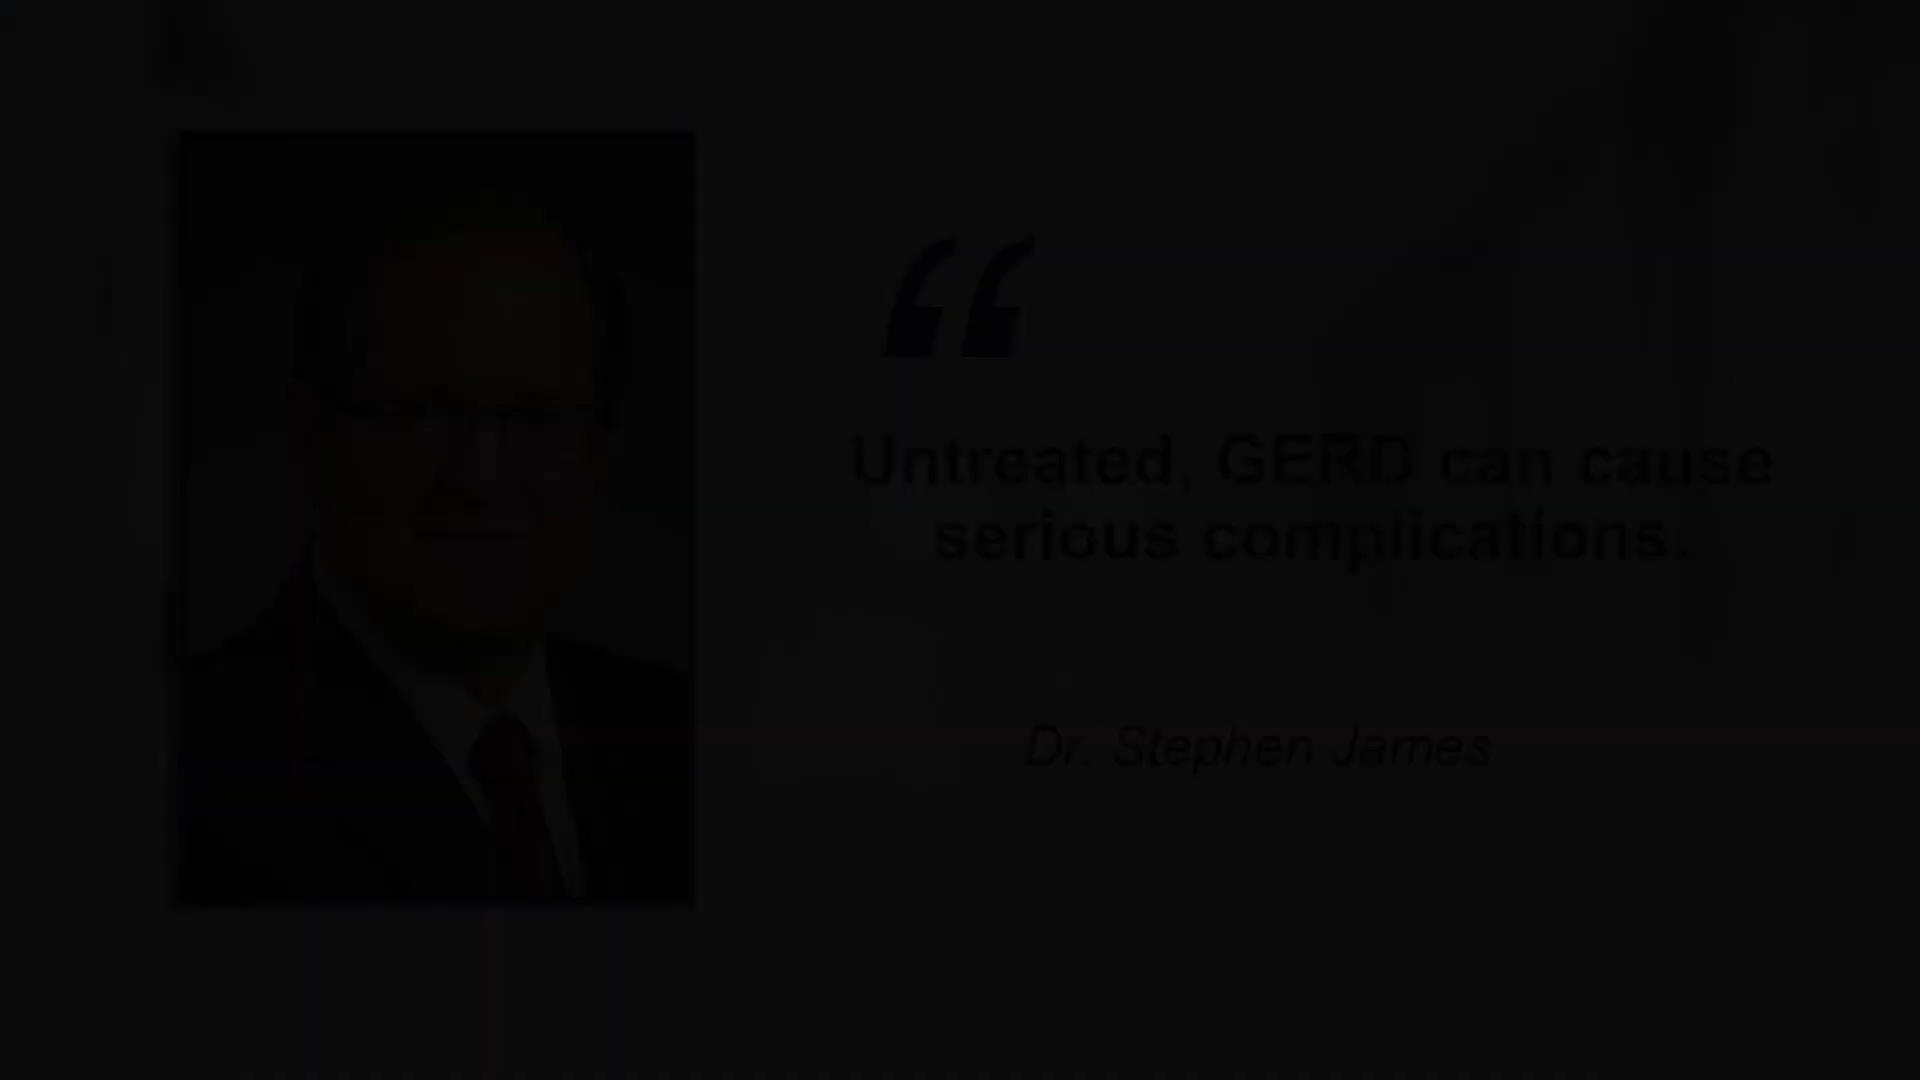 “
Untreated, GERD can cause
serious complications.
Dr. Stephen James